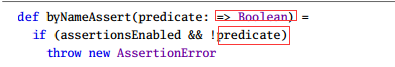 def byNameAssert(predicate: => Boolean) =
if (assertionsEnabled && !predicate)
throw new AssertionError